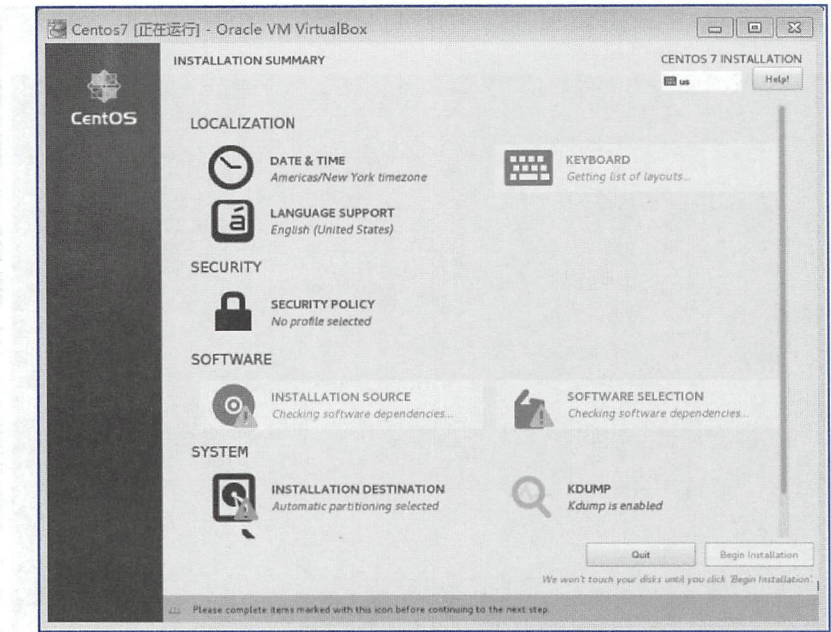 Centos7 [正在运行] - Oracle VM VirtualBox
INSTALLATION SUMMARY
CENTOS 7 INSTALLATION
us
Help!
CentOS
LOCALIZATION
DATE & TIME
Americas/New York timezone
KEYBOARD
Getting list of layouts...
LANGUAGE SUPPORT
English (United States)
SECURITY
SECURITY POLICY
No profile selected
SOFTWARE
INSTALLATION SOURCE
Checking software dependencies...
SOFTWARE SELECTION
Checking software dependencies...
SYSTEM
INSTALLATION DESTINATION
Automatic partitioning selected
KDUMP
Kdump is enabled
Quit
Begin Installation
We won't touch your disks until you click 'Begin Installation'.
Please complete items marked with this icon before continuing to the next step.